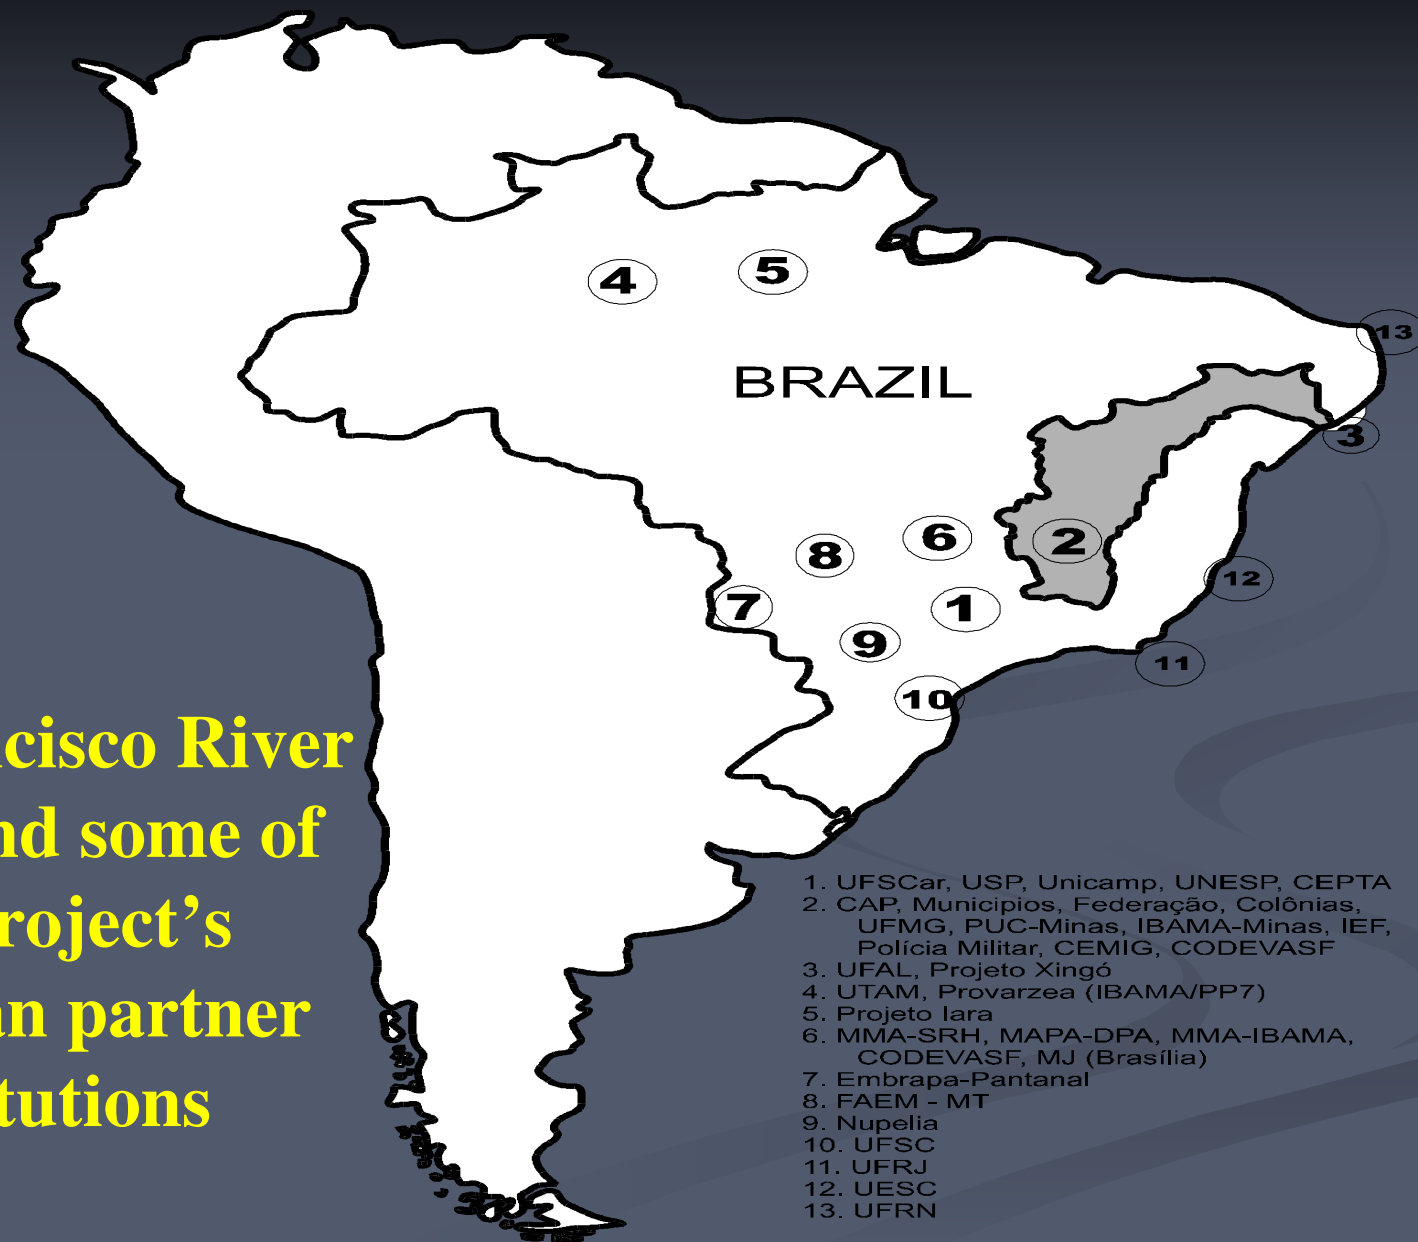 4
5
13
BRAZIL
3
6
2
8
12
7
1
9
11
10
cisco River
nd some of
roject's
an partner
tutions
1. UFSCar, USP, Unicamp, UNESP, CEPTA
2. CAP, Municipios, Federação, Colônias,
UFMG, PUC-Minas, IBAMA-Minas, IEF,
Polícia Militar, CEMIG, CODEVASF
3. UFAL, Projeto Xingó
4. UTAM, Provarzea (IBAMA/PP7)
5. Projeto Iara
6. MMA-SRH, MAPA-DPA, MMA-IBAMA,
CODEVASF, MJ (Brasília)
7. Embrapa-Pantanal
8. FAEM - MT
9. Nupelia
10. UFSC
11. UFRJ
12. UESC
13. UFRN